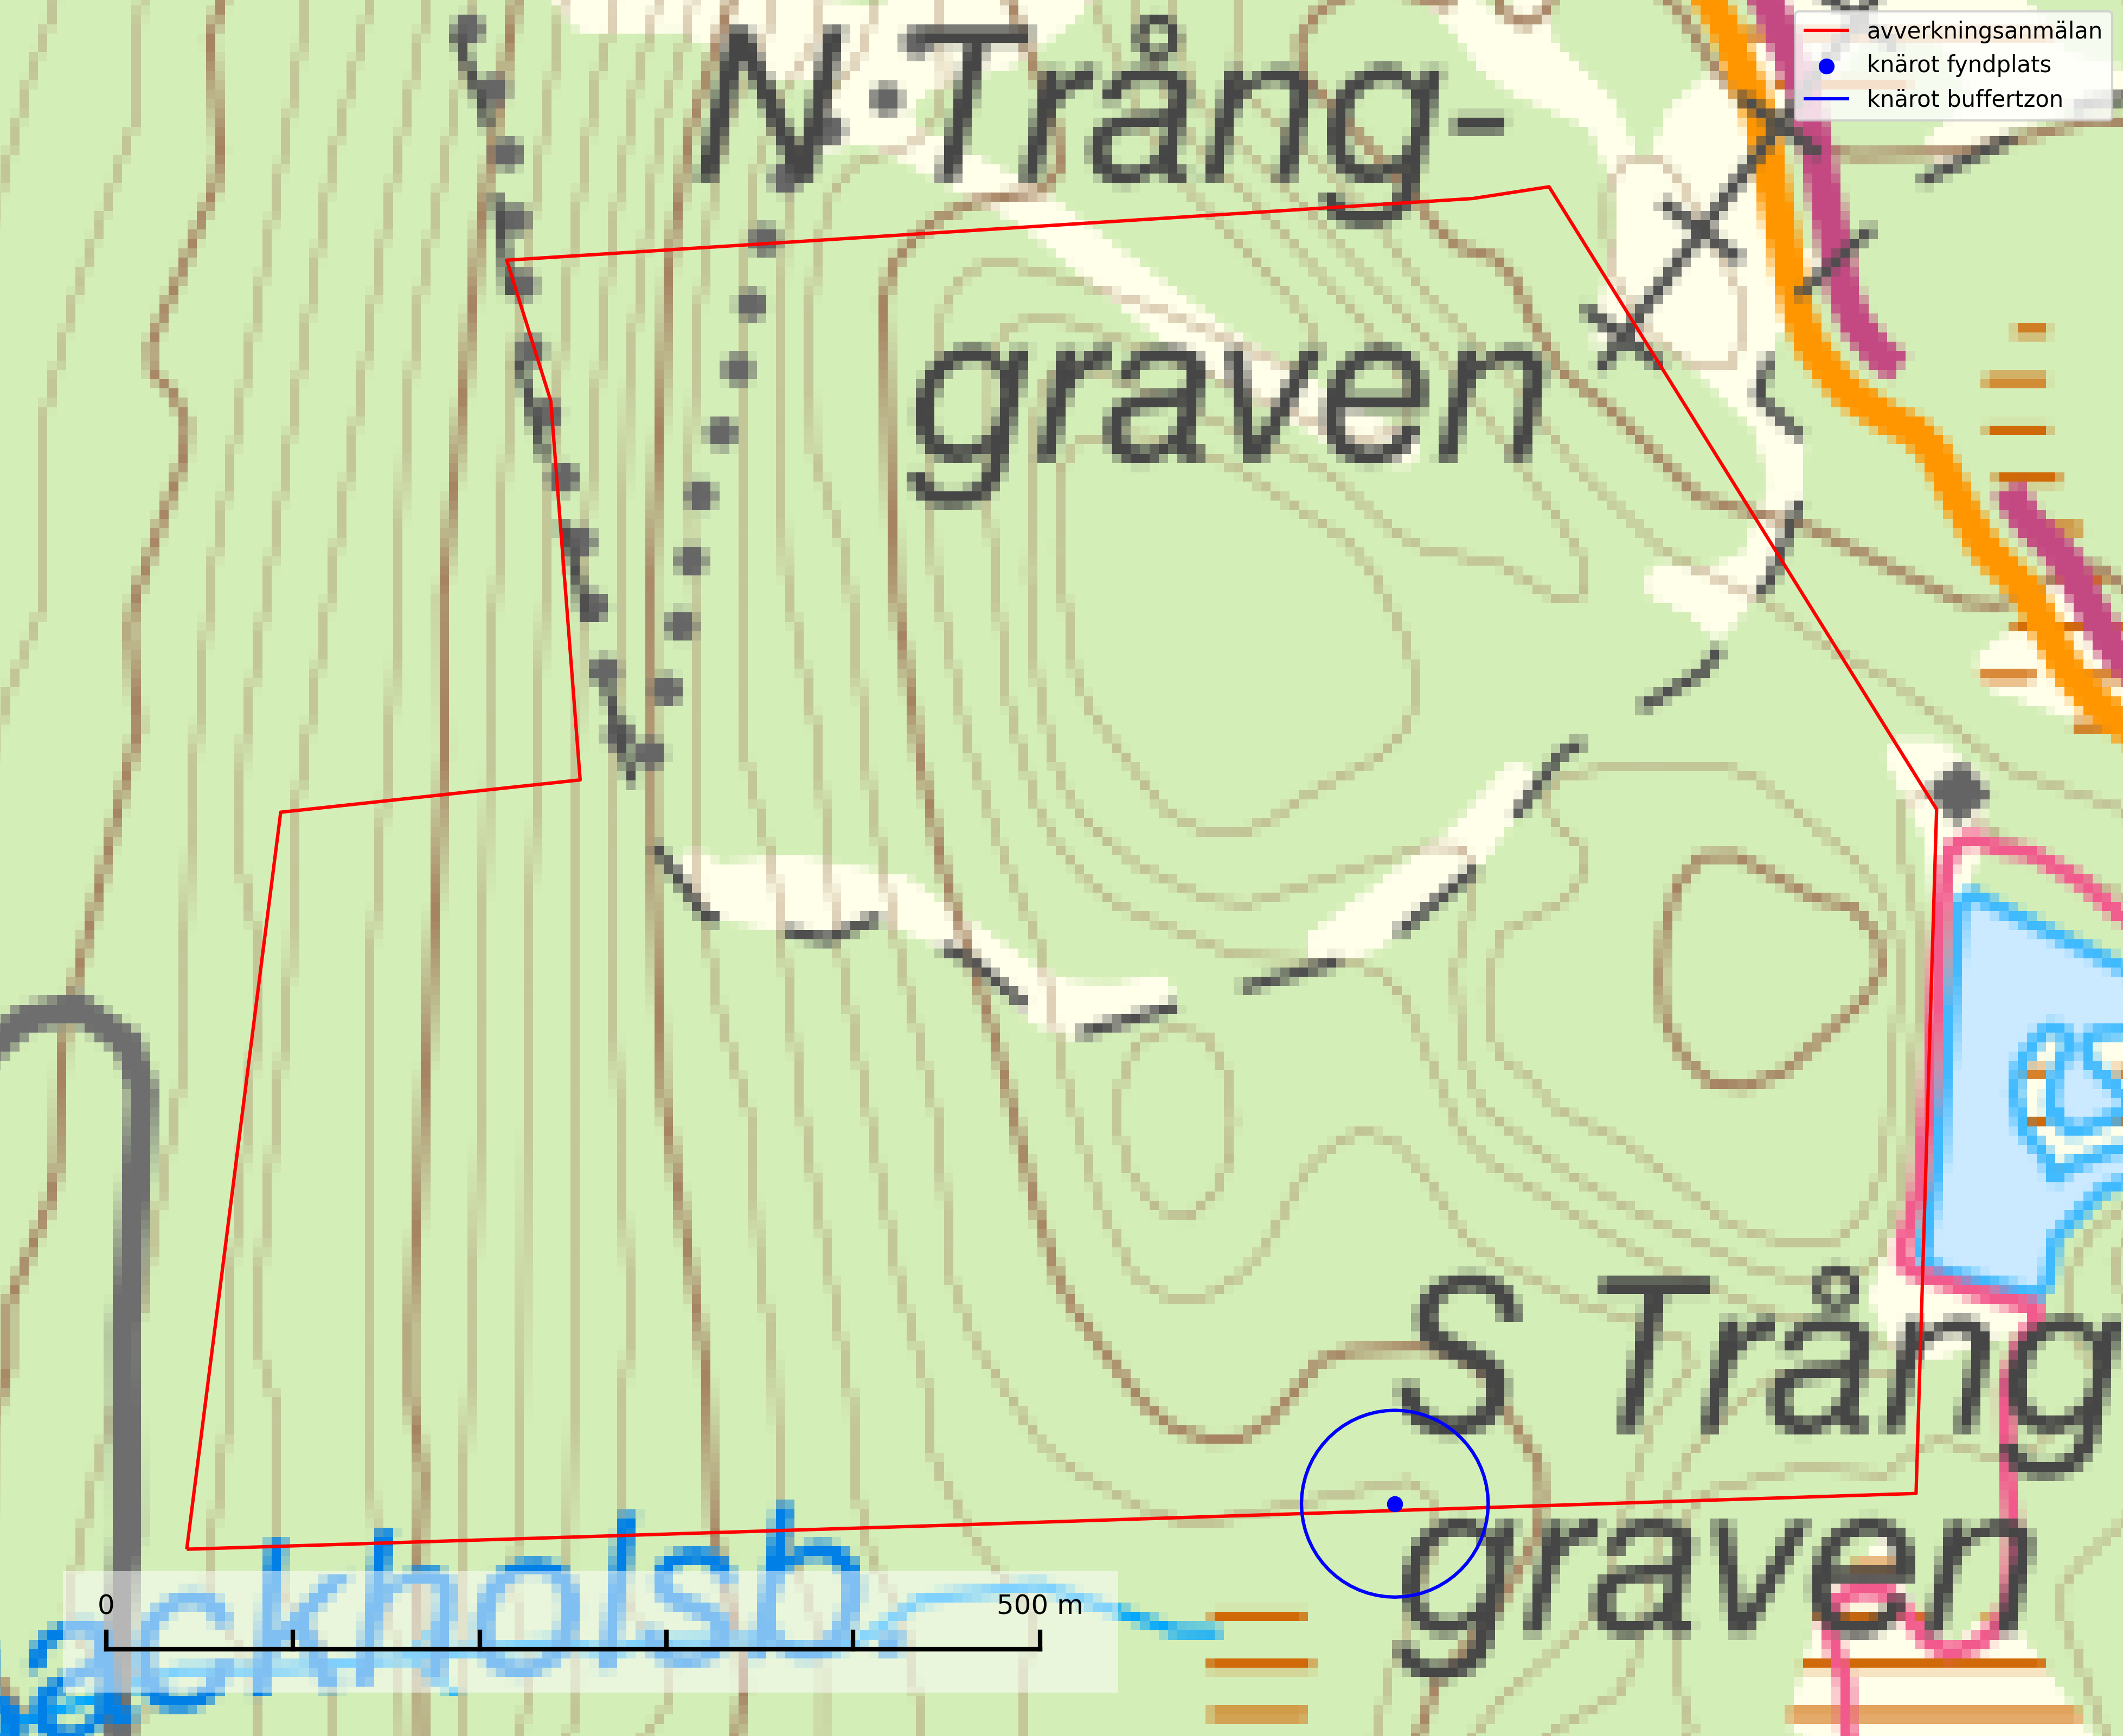 avverkningsanmälan
knärot fyndplats
knärot buffertzon
N Trång-
graven
S Trång
graven
ackholsb.
0 500 m